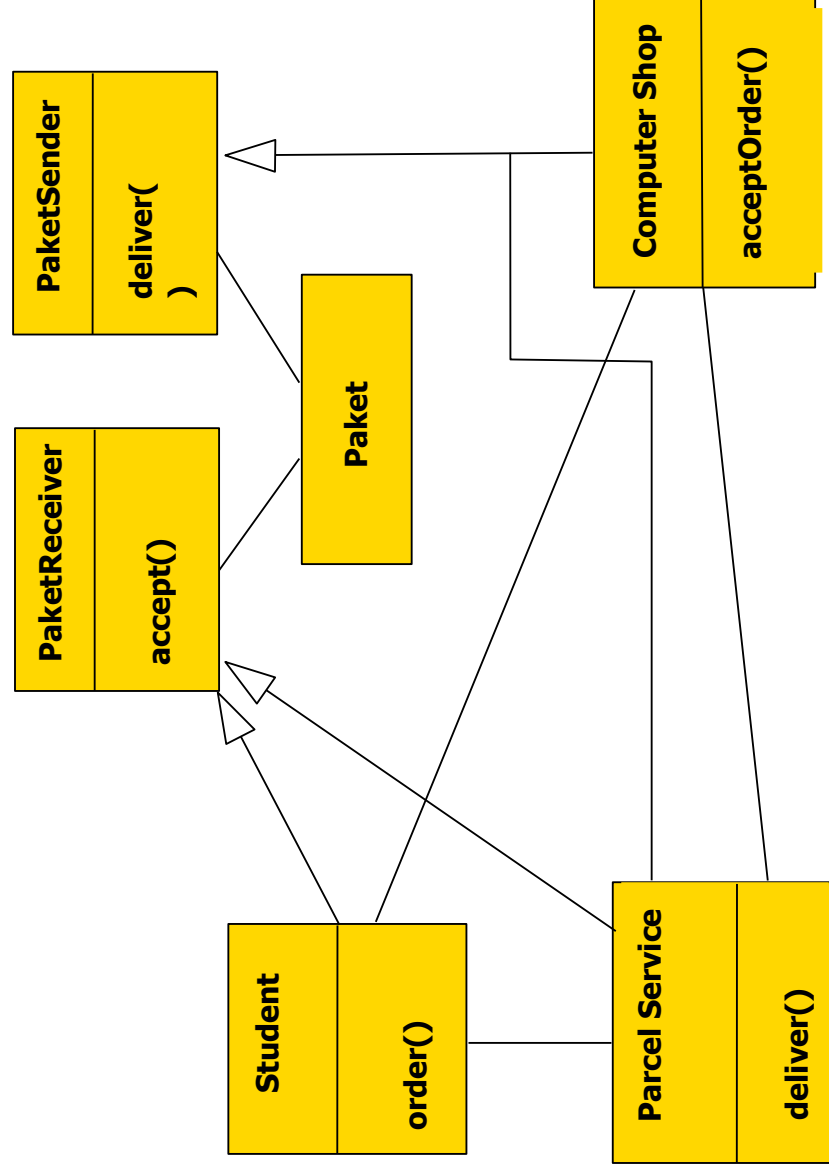 PaketReceiver
accept()
PaketSender
deliver(
)
Paket
Student
order()
Parcel Service
deliver()
Computer Shop
acceptOrder()